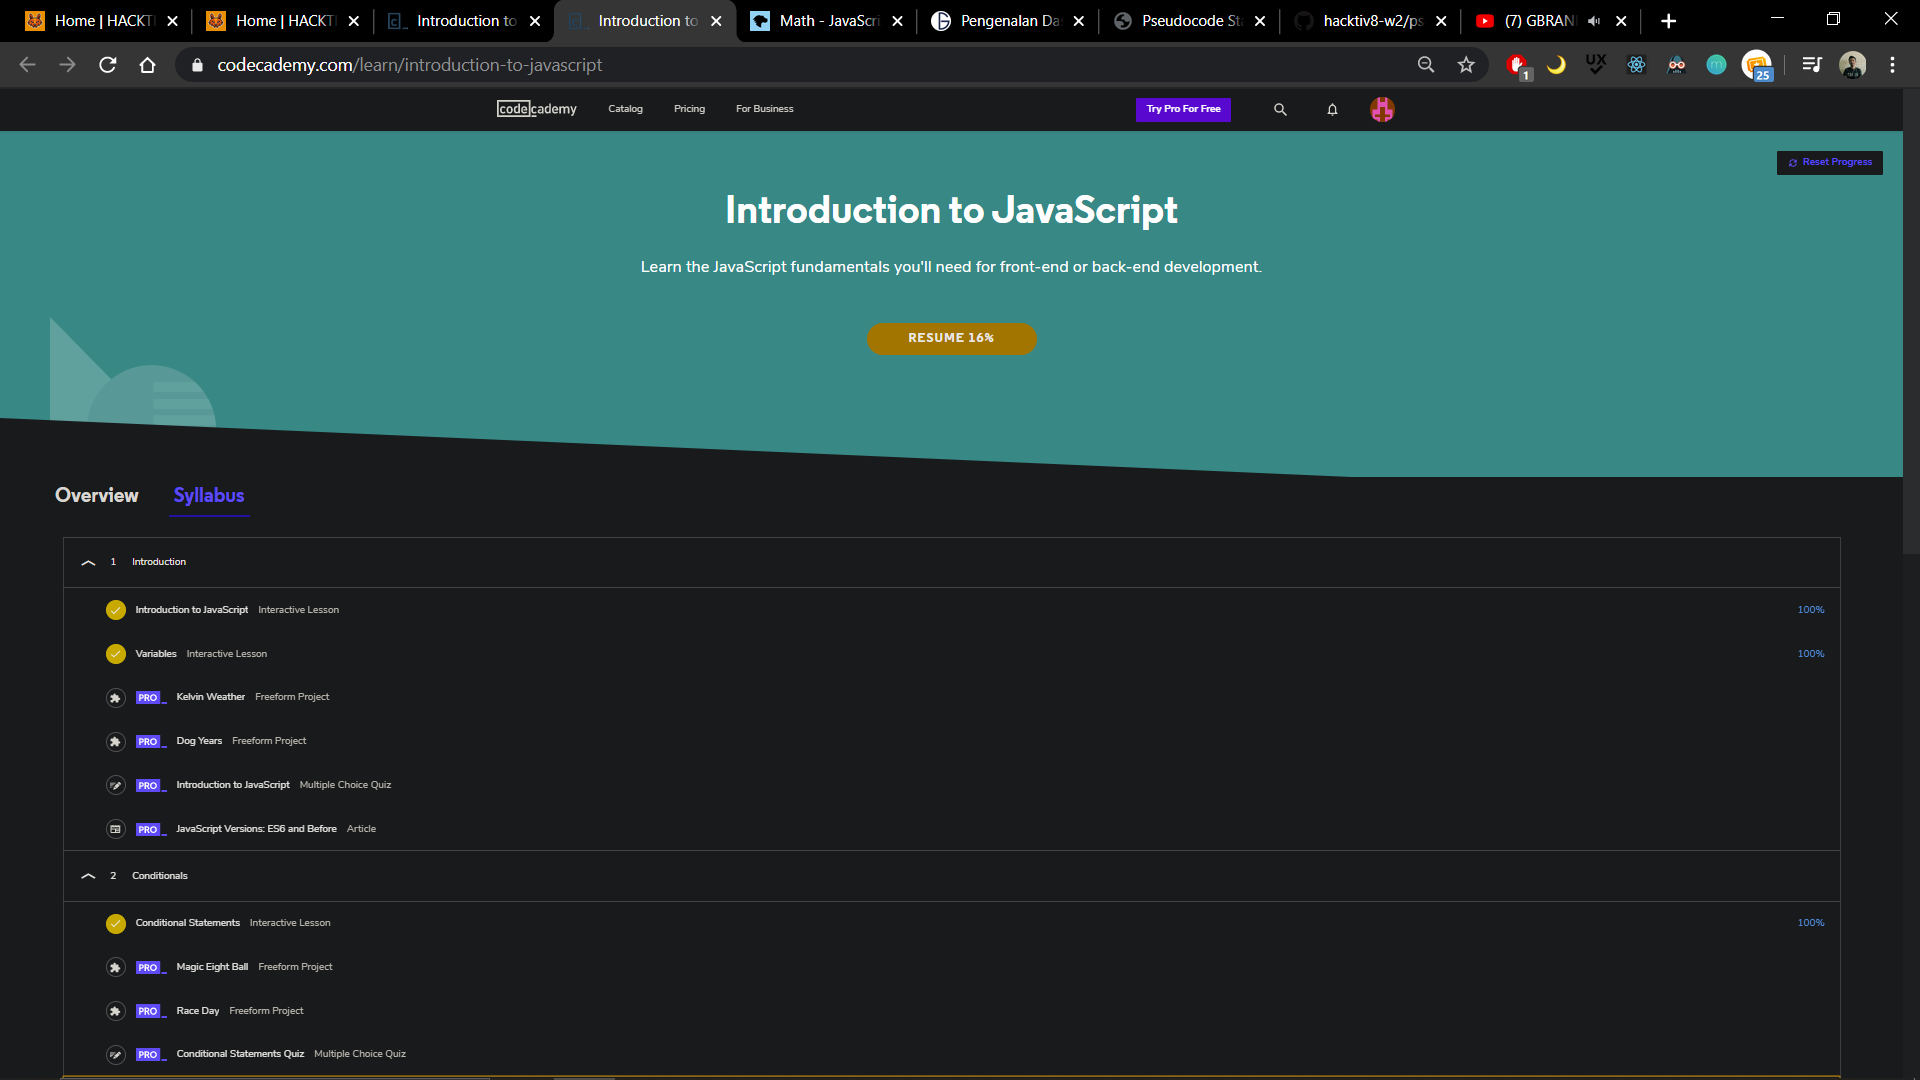 Home | HACKTI
Home | HACKTI
Introduction to
Introduction to
Math - JavaScri
Pengenalan Da
Pseudocode St
hacktiv8-w2/ps
(7) GBRAN
codecademy.com/learn/introduction-to-javascript
1
UX
m
25
codecademy
Catalog
Pricing
For Business
Try Pro For Free
Reset Progress
Introduction to JavaScript
Learn the JavaScript fundamentals you'll need for front-end or back-end development.
RESUME 16%
Overview
Syllabus
1 Introduction
Introduction to JavaScript Interactive Lesson 100%
Variables Interactive Lesson 100%
PRO Kelvin Weather Freeform Project
PRO Dog Years Freeform Project
PRO Introduction to JavaScript Multiple Choice Quiz
PRO JavaScript Versions: ES6 and Before Article
2 Conditionals
Conditional Statements Interactive Lesson 100%
PRO Magic Eight Ball Freeform Project
PRO Race Day Freeform Project
PRO Conditional Statements Quiz Multiple Choice Quiz